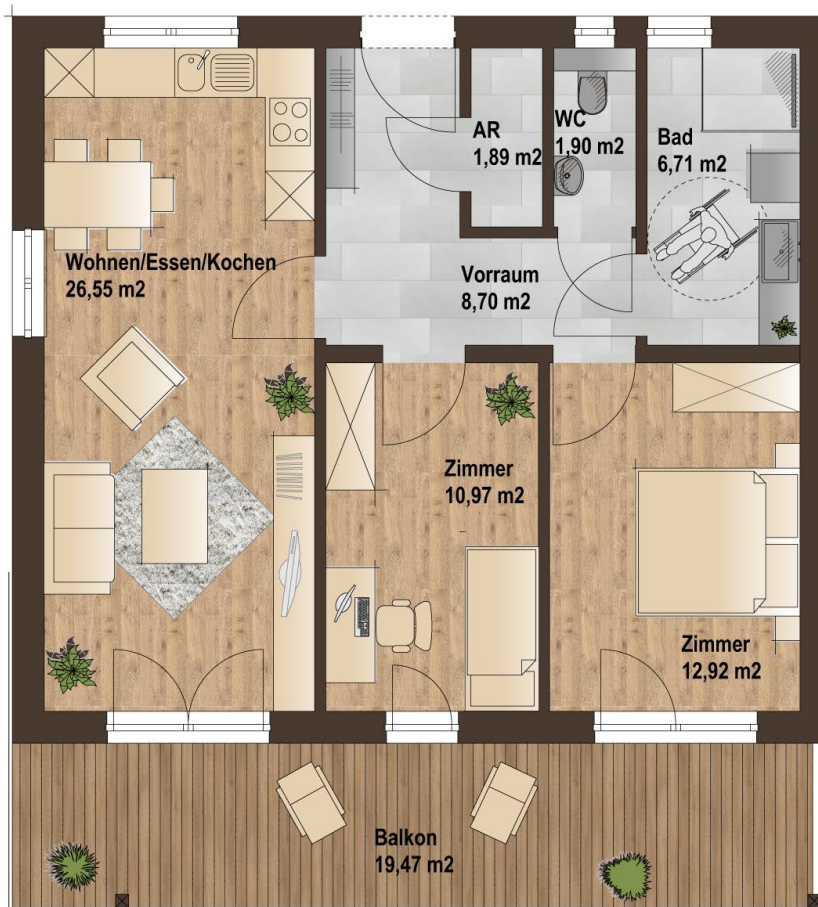 AR
1,89 m2
WC
1,90 m2
Bad
6,71 m2
Wohnen/Essen/Kochen
26,55 m2
Vorraum
8,70 m2
Zimmer
10,97 m2
Zimmer
12,92 m2
Balkon
19,47 m2